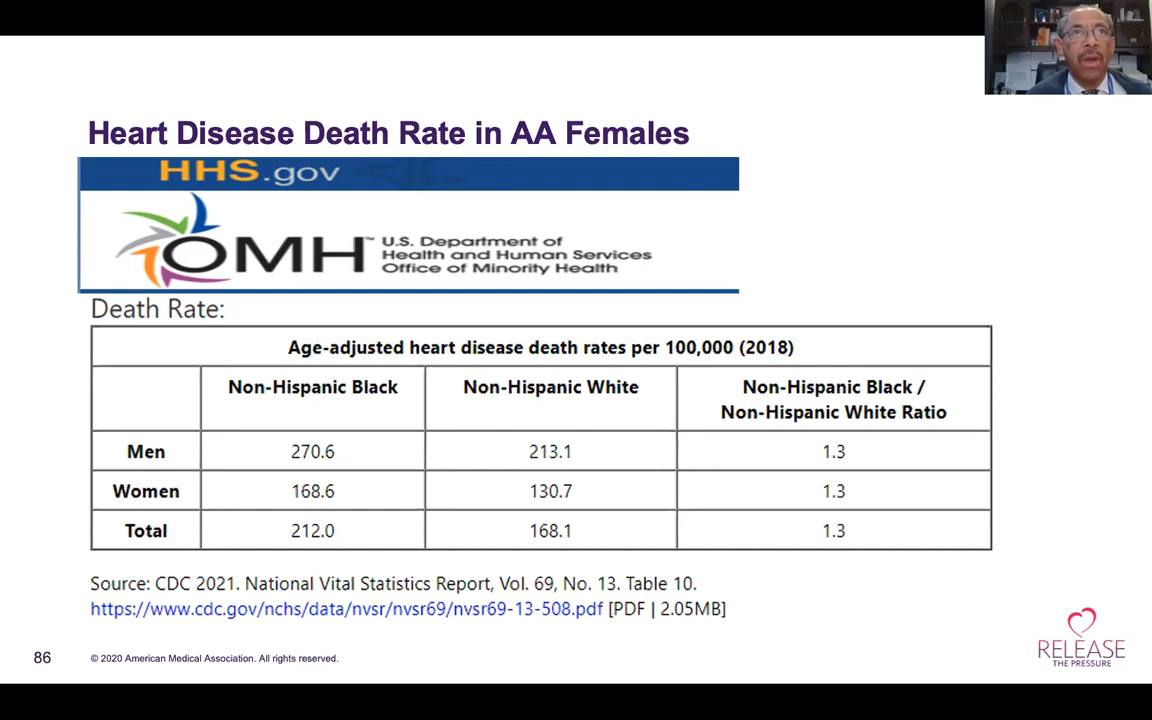 Heart Disease Death Rate in AA Females
HHS.gov
OMH™ U.S. Department of
Health and Human Services
Office of Minority Health
Death Rate:
Age-adjusted heart disease death rates per 100,000 (2018)
Non-Hispanic Black Non-Hispanic White Non-Hispanic Black /
Non-Hispanic White Ratio
Men 270.6 213.1 1.3
Women 168.6 130.7 1.3
Total 212.0 168.1 1.3
Source: CDC 2021. National Vital Statistics Report, Vol. 69, No. 13. Table 10.
https://www.cdc.gov/nchs/data/nvsr/nvsr69/nvsr69-13-508.pdf [PDF | 2.05MB]
RELEASE
THE PRESSURE
86 © 2020 American Medical Association. All rights reserved.